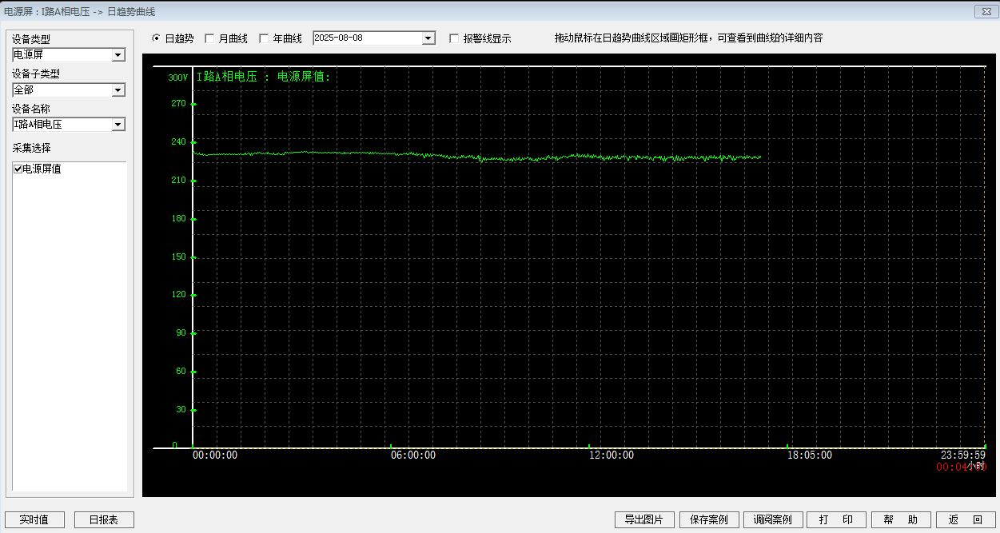 电源屏 : I路A相电压 -> 日趋势曲线
设备类型
电源屏
设备子类型
全部
设备名称
I路A相电压
采集选择
电源屏值
日趋势 月曲线 年曲线 2025-08-08 报警线显示 拖动鼠标在日趋势曲线区域画矩形框，可查看到曲线的详细内容
300V I路A相电压 : 电源屏值:
270
240
210
180
150
120
90
60
30
0
00:00:00 06:00:00 12:00:00 18:05:00 23:59:59
小时
实时值 日报表 导出图片 保存案例 调阅案例 打 印 帮 助 返 回